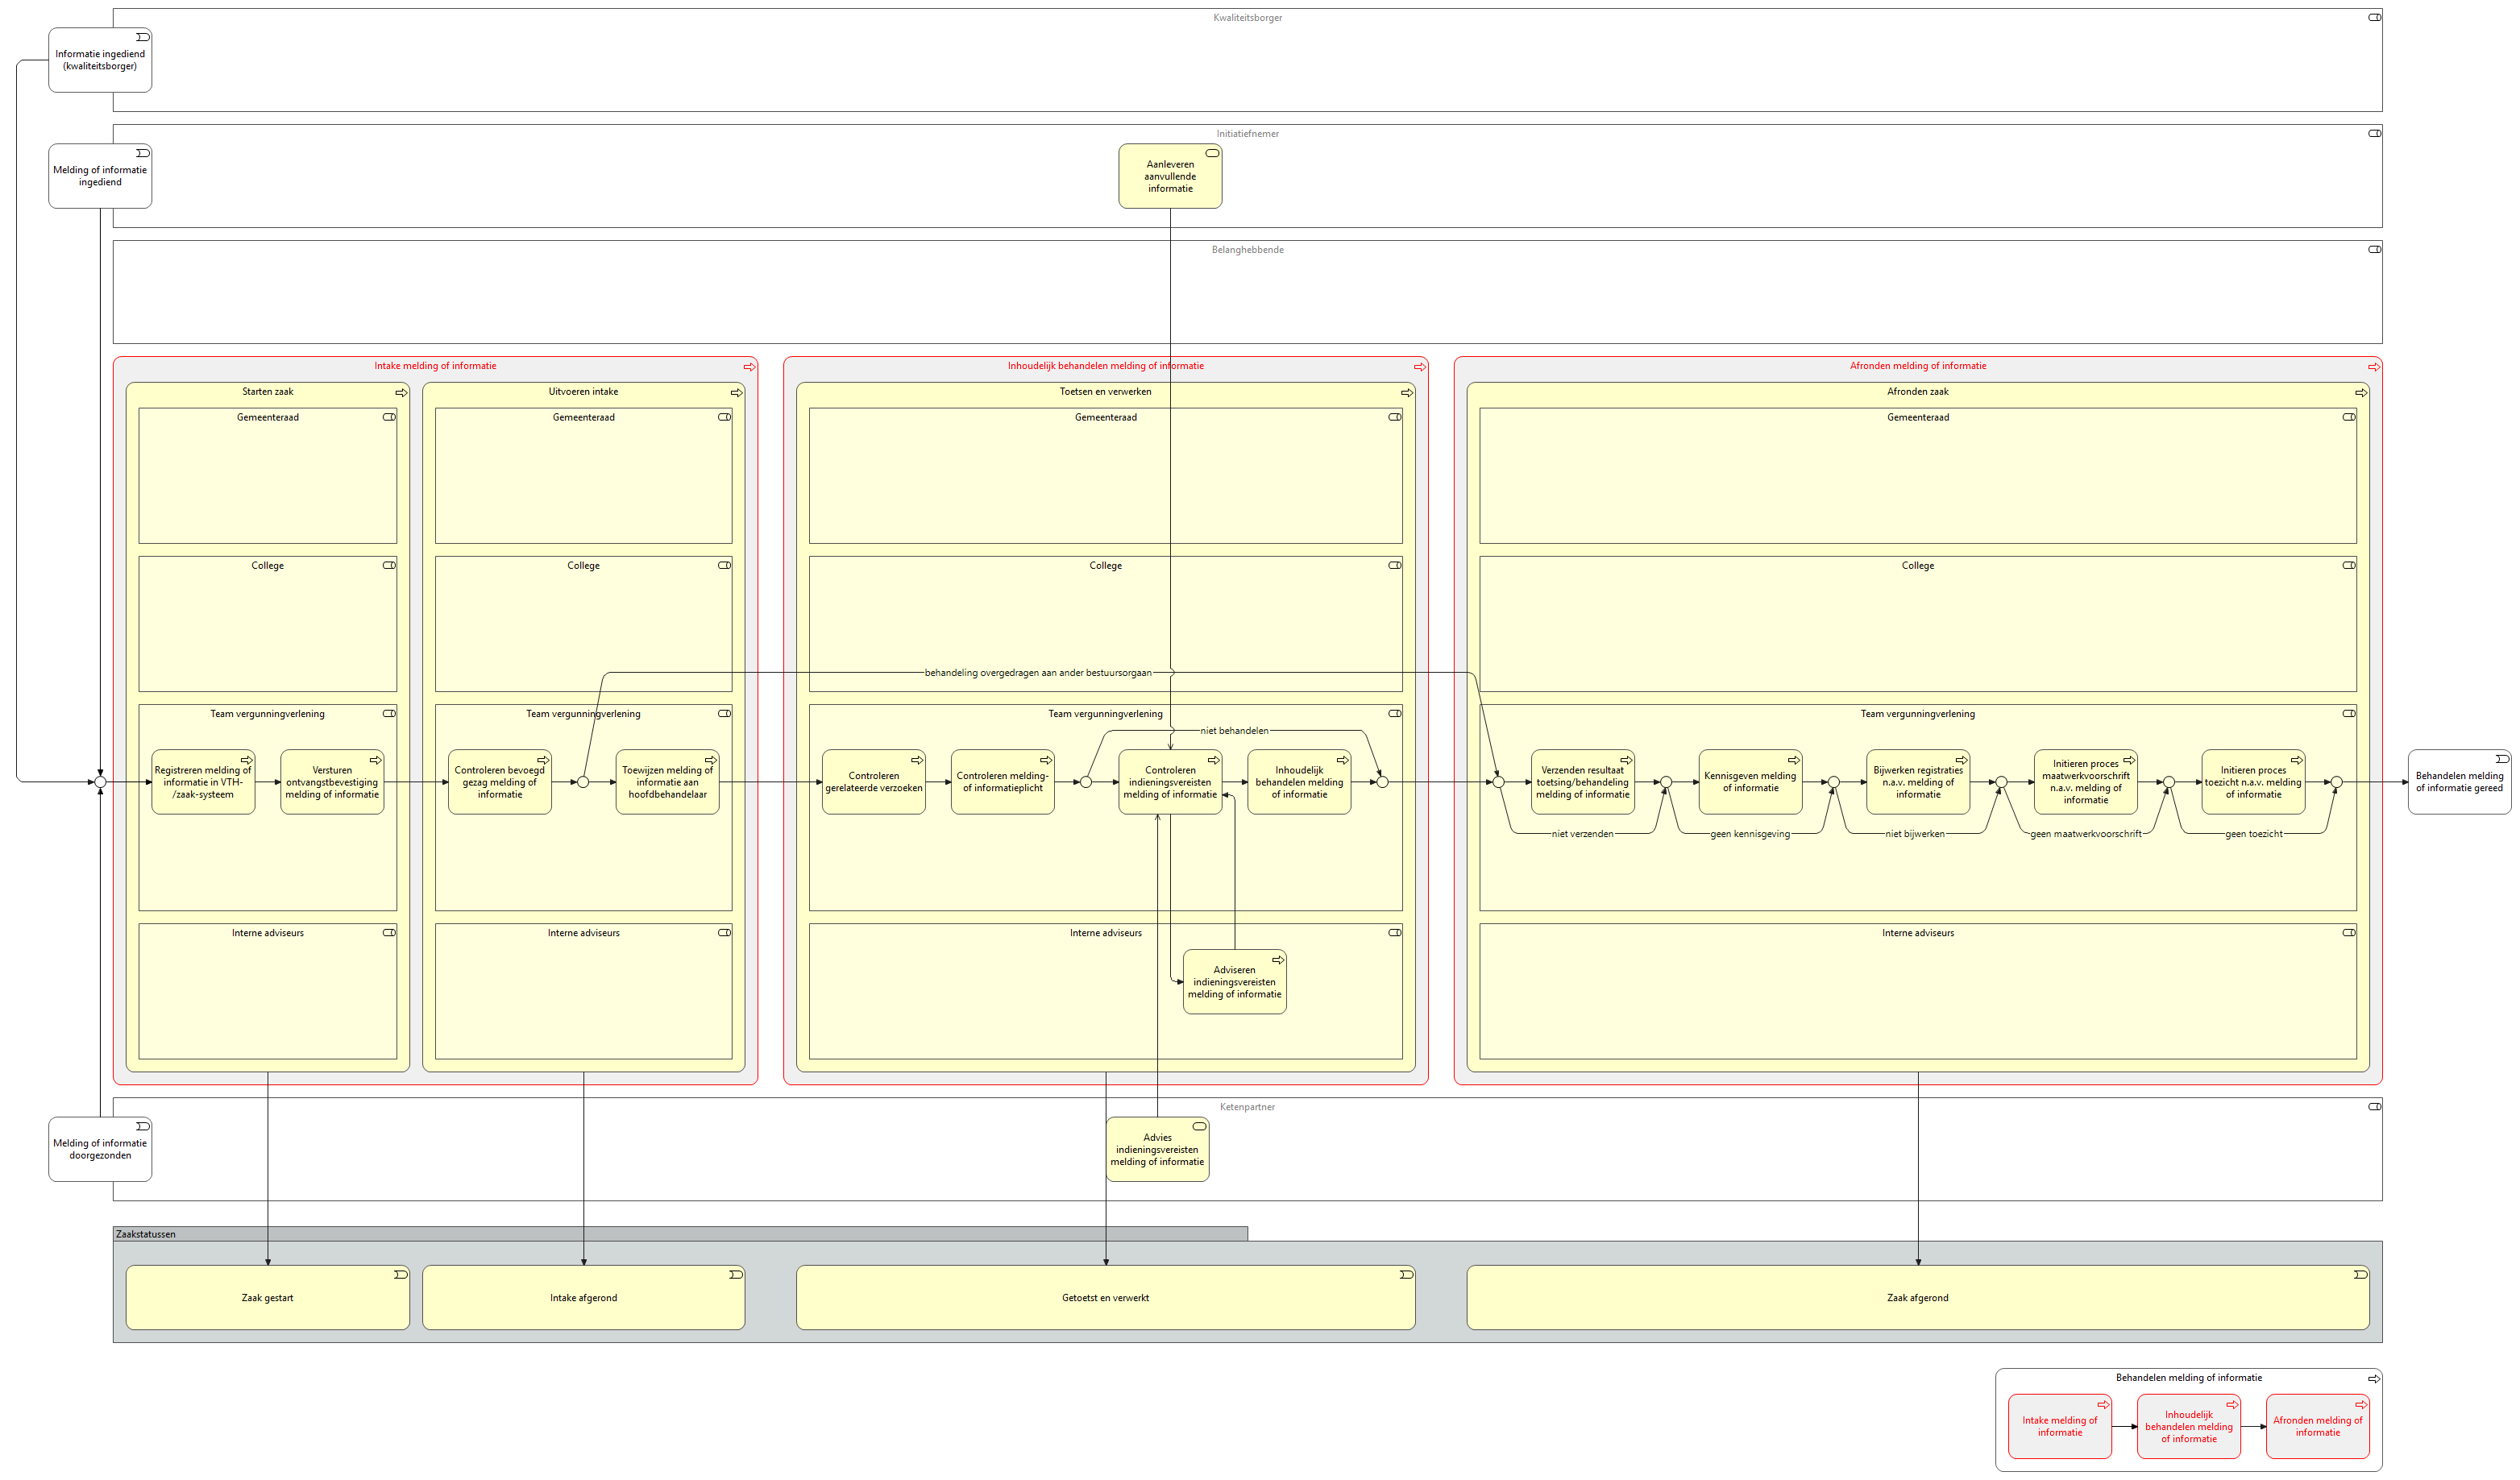 Kwaliteitsborger
Informatie ingediend
(kwaliteitsborger)
Initiatiefnemer
Melding of informatie
ingediend
Aanleveren
aanvullende
informatie
Belanghebbende
Intake melding of informatie
Inhoudelijk behandelen melding of informatie
Afronden melding of informatie
Starten zaak
Uitvoeren intake
Toetsen en verwerken
Afronden zaak
Gemeenteraad
Gemeenteraad
Gemeenteraad
Gemeenteraad
College
College
College
College
behandeling overgedragen aan ander bestuursorgaan
Team vergunningverlening
Team vergunningverlening
Team vergunningverlening
Team vergunningverlening
niet behandelen
Registreren melding of
informatie in VTH-
/zaak-systeem
Versturen
ontvangstbevestiging
melding of informatie
Controleren bevoegd
gezag melding of
informatie
Toewijzen melding of
informatie aan
hoofdbehandelaar
Controleren
gerelateerde verzoeken
Controleren melding-
of informatieplicht
Controleren
indieningsvereisten
melding of informatie
Inhoudelijk
behandelen melding
of informatie
Verzenden resultaat
toetsing/behandeling
melding of informatie
Kennisgeven melding
of informatie
Bijwerken registraties
n.a.v. melding of
informatie
Initieren proces
maatwerkvoorschrift
n.a.v. melding of
informatie
Initieren proces
toezicht n.a.v. melding
of informatie
Behandelen melding
of informatie gereed
niet verzenden
geen kennisgeving
niet bijwerken
geen maatwerkvoorschrift
geen toezicht
Interne adviseurs
Interne adviseurs
Interne adviseurs
Interne adviseurs
Adviseren
indieningsvereisten
melding of informatie
Ketenpartner
Melding of informatie
doorgezonden
Advies
indieningsvereisten
melding of informatie
Zaakstatussen
Zaak gestart
Intake afgerond
Getoetst en verwerkt
Zaak afgerond
Behandelen melding of informatie
Intake melding of
informatie
Inhoudelijk
behandelen melding
of informatie
Afronden melding of
informatie